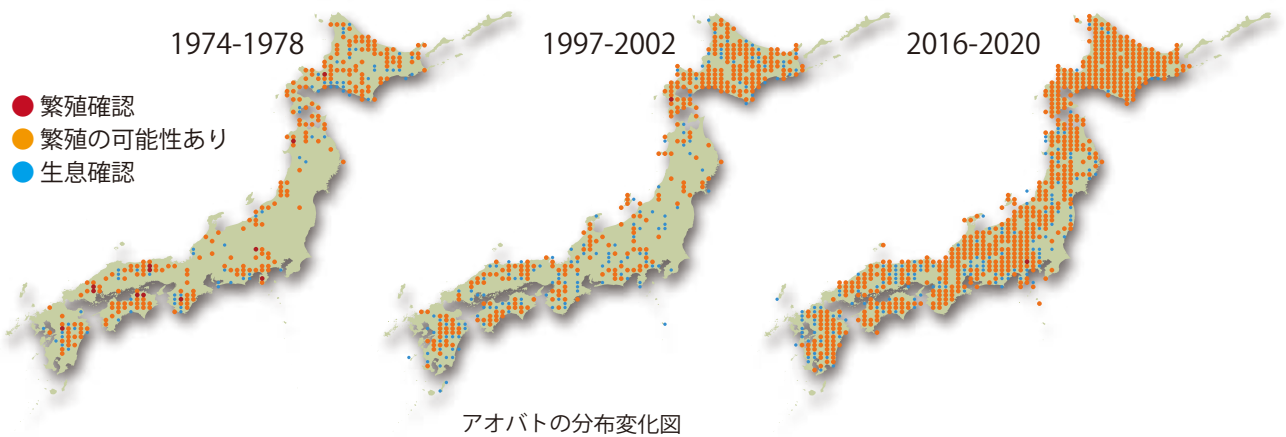 1974-1978
1997-2002
2016-2020
繁殖確認
繁殖の可能性あり
生息確認
アオバトの分布変化図